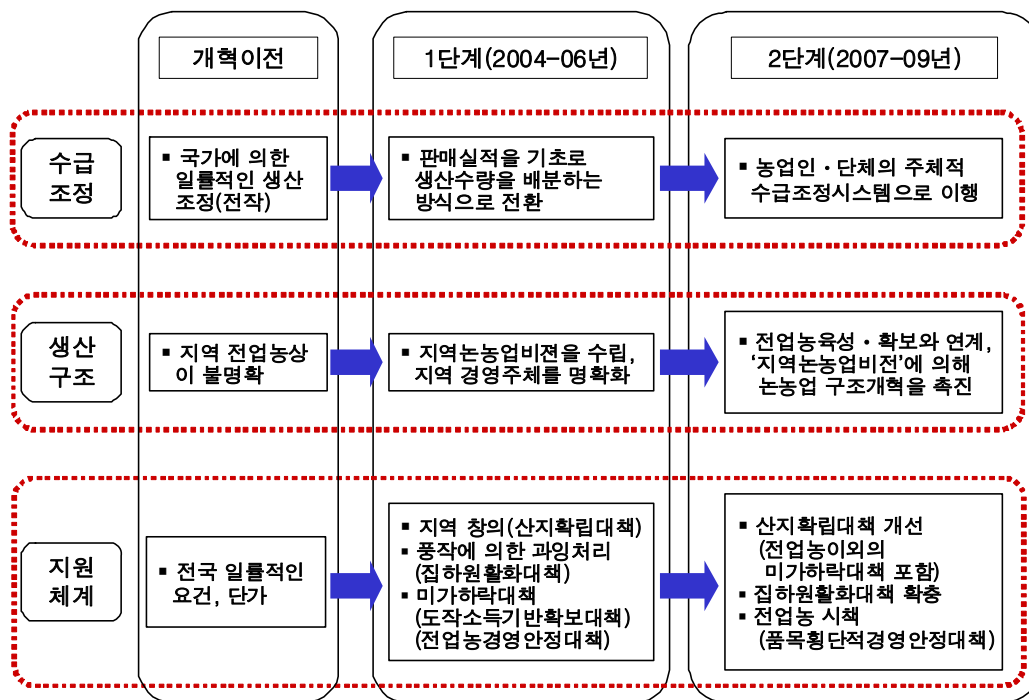 개혁이전
1단계(2004-06년)
2단계(2007-09년)
수급
조정
▪ 국가에 의한
일률적인 생산
조정(전작)
▪ 판매실적을 기초로
생산수량을 배분하는
방식으로 전환
▪ 농업인·단체의 주체적
수급조정시스템으로 이행
생산
구조
▪ 지역 전업농상
이 불명확
▪ 지역논농업비젼을 수립,
지역 경영주체를 명확화
▪ 전업농육성·확보와 연계,
‘지역논농업비전’에 의해
논농업 구조개혁을 촉진
지원
체계
▪ 전국 일률적인
요건, 단가
▪ 지역 창의(산지확립대책)
▪ 풍작에 의한 과잉처리
(집하원활화대책)
▪ 미가하락대책
(도작소득기반확보대책)
(전업농경영안정대책)
▪ 산지확립대책 개선
(전업농이외의
미가하락대책 포함)
▪ 집하원활화대책 확충
▪ 전업농 시책
(품목횡단적경영안정대책)